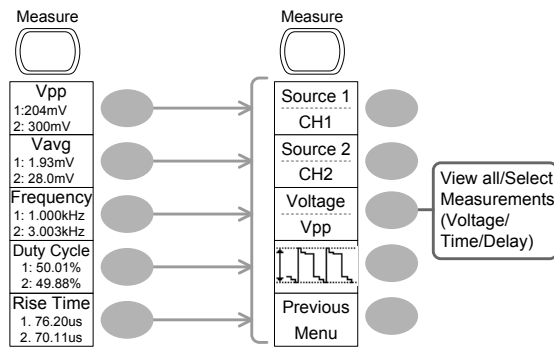 Measure
Vpp
1:204mV
2: 300mV
Vavg
1: 1.93mV
2: 28.0mV
Frequency
1: 1.000kHz
2: 3.003kHz
Duty Cycle
1: 50.01%
2: 49.88%
Rise Time
1. 76.20us
2. 70.11us
Measure
Source 1
CH1
Source 2
CH2
Voltage
Vpp
Previous
Menu
View all/Select
Measurements
(Voltage/
Time/Delay)